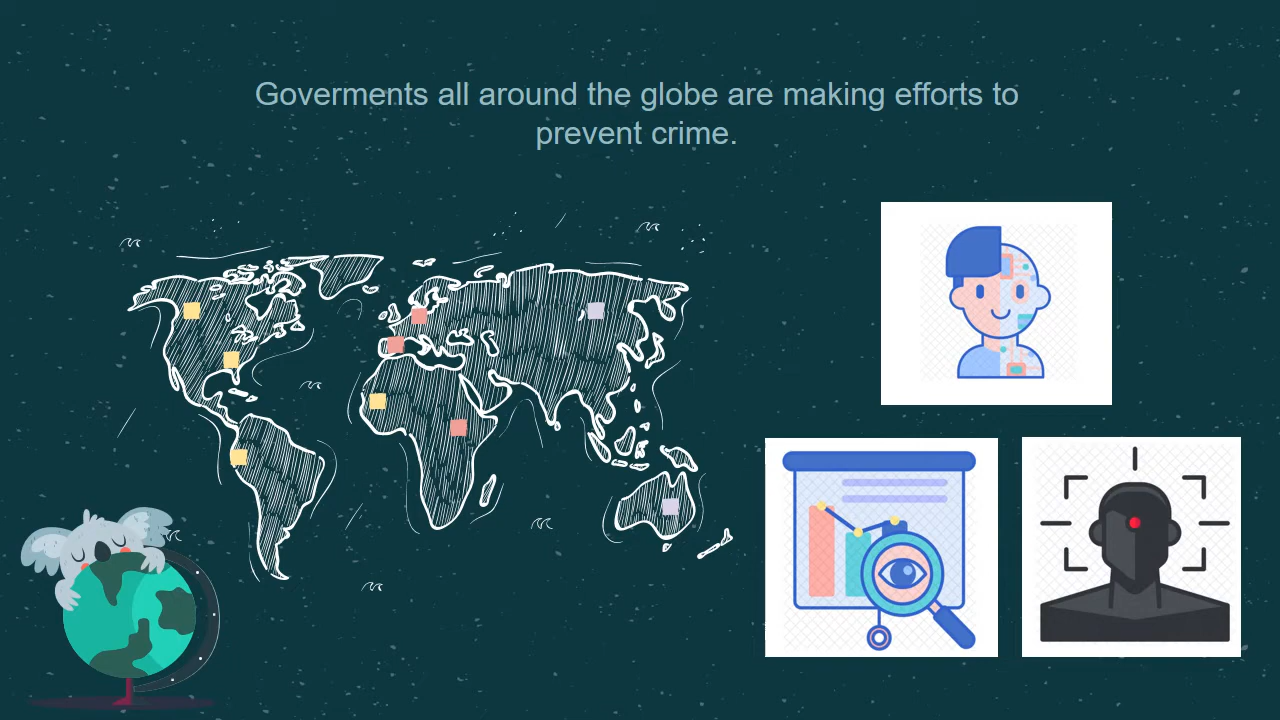 Goverments all around the globe are making efforts to
prevent crime.